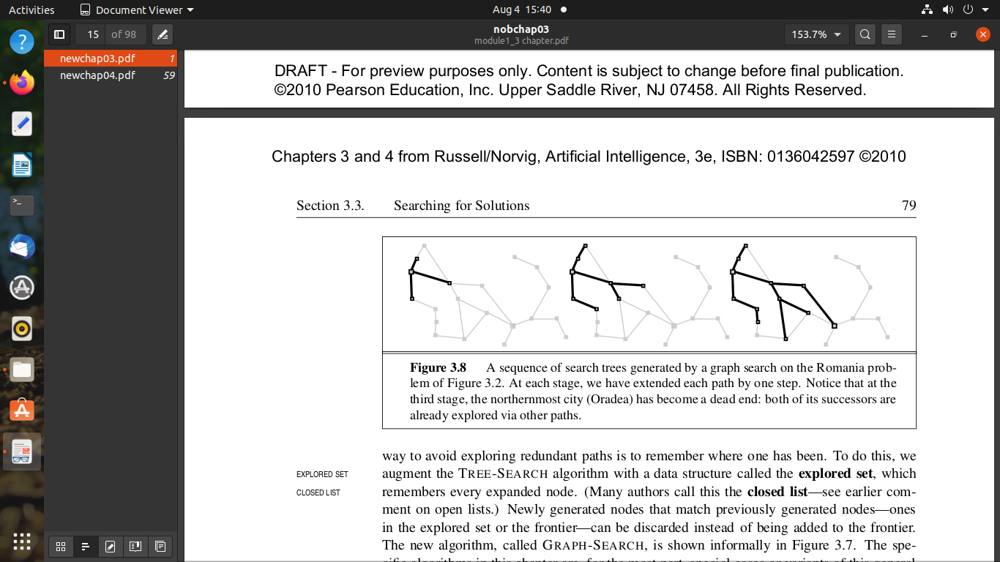 Activities Document Viewer Aug 4 15:40
15 of 98 nobchap03 153.7%
module1_3 chapter.pdf
newchap03.pdf 1
newchap04.pdf 59
DRAFT - For preview purposes only. Content is subject to change before final publication.
©2010 Pearson Education, Inc. Upper Saddle River, NJ 07458. All Rights Reserved.
Chapters 3 and 4 from Russell/Norvig, Artificial Intelligence, 3e, ISBN: 0136042597 ©2010
Section 3.3. Searching for Solutions 79
Figure 3.8 A sequence of search trees generated by a graph search on the Romania prob-
lem of Figure 3.2. At each stage, we have extended each path by one step. Notice that at the
third stage, the northernmost city (Oradea) has become a dead end: both of its successors are
already explored via other paths.
way to avoid exploring redundant paths is to remember where one has been. To do this, we
EXPLORED SET augment the TREE-SEARCH algorithm with a data structure called the explored set, which
CLOSED LIST remembers every expanded node. (Many authors call this the closed list—see earlier com-
ment on open lists.) Newly generated nodes that match previously generated nodes—ones
in the explored set or the frontier—can be discarded instead of being added to the frontier.
The new algorithm, called GRAPH-SEARCH, is shown informally in Figure 3.7. The spe-